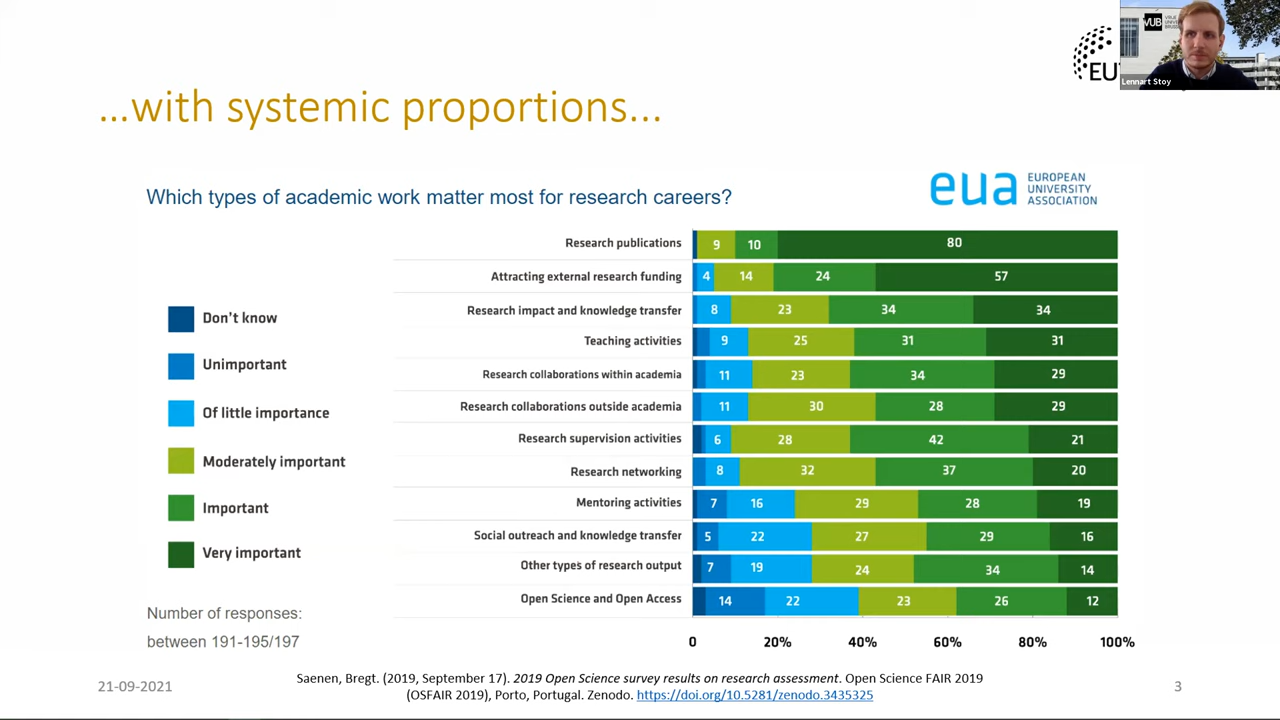 VUB
EU
Lennart Stoy
...with systemic proportions...
Which types of academic work matter most for research careers?
eua EUROPEAN UNIVERSITY ASSOCIATION
Research publications 9 10 80
Attracting external research funding 4 14 24 57
Research impact and knowledge transfer 8 23 34 34
Teaching activities 9 25 31 31
Research collaborations within academia 11 23 34 29
Research collaborations outside academia 11 30 28 29
Research supervision activities 6 28 42 21
Research networking 8 32 37 20
Mentoring activities 7 16 29 28 19
Social outreach and knowledge transfer 5 22 27 29 16
Other types of research output 7 19 24 34 14
Open Science and Open Access 14 22 23 26 12
0 20% 40% 60% 80% 100%
Don't know
Unimportant
Of little importance
Moderately important
Important
Very important
Number of responses:
between 191-195/197
21-09-2021
Saenen, Bregt. (2019, September 17). 2019 Open Science survey results on research assessment. Open Science FAIR 2019
(OSFAIR 2019), Porto, Portugal. Zenodo. https://doi.org/10.5281/zenodo.3435325
3